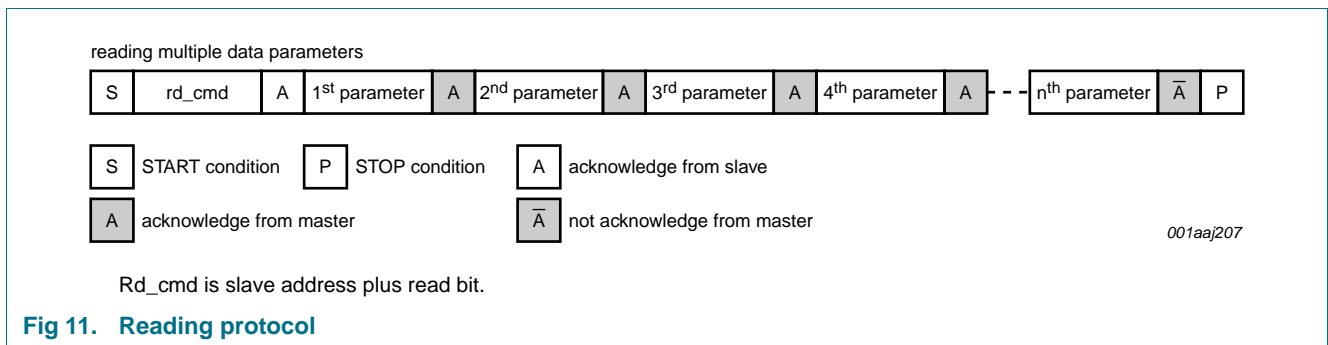 reading multiple data parameters
S rd_cmd A 1st parameter A 2nd parameter A 3rd parameter A 4th parameter A nth parameter A̅ P
S START condition P STOP condition A acknowledge from slave
A acknowledge from master A̅ not acknowledge from master
001aaj207
Rd_cmd is slave address plus read bit.
Fig 11. Reading protocol